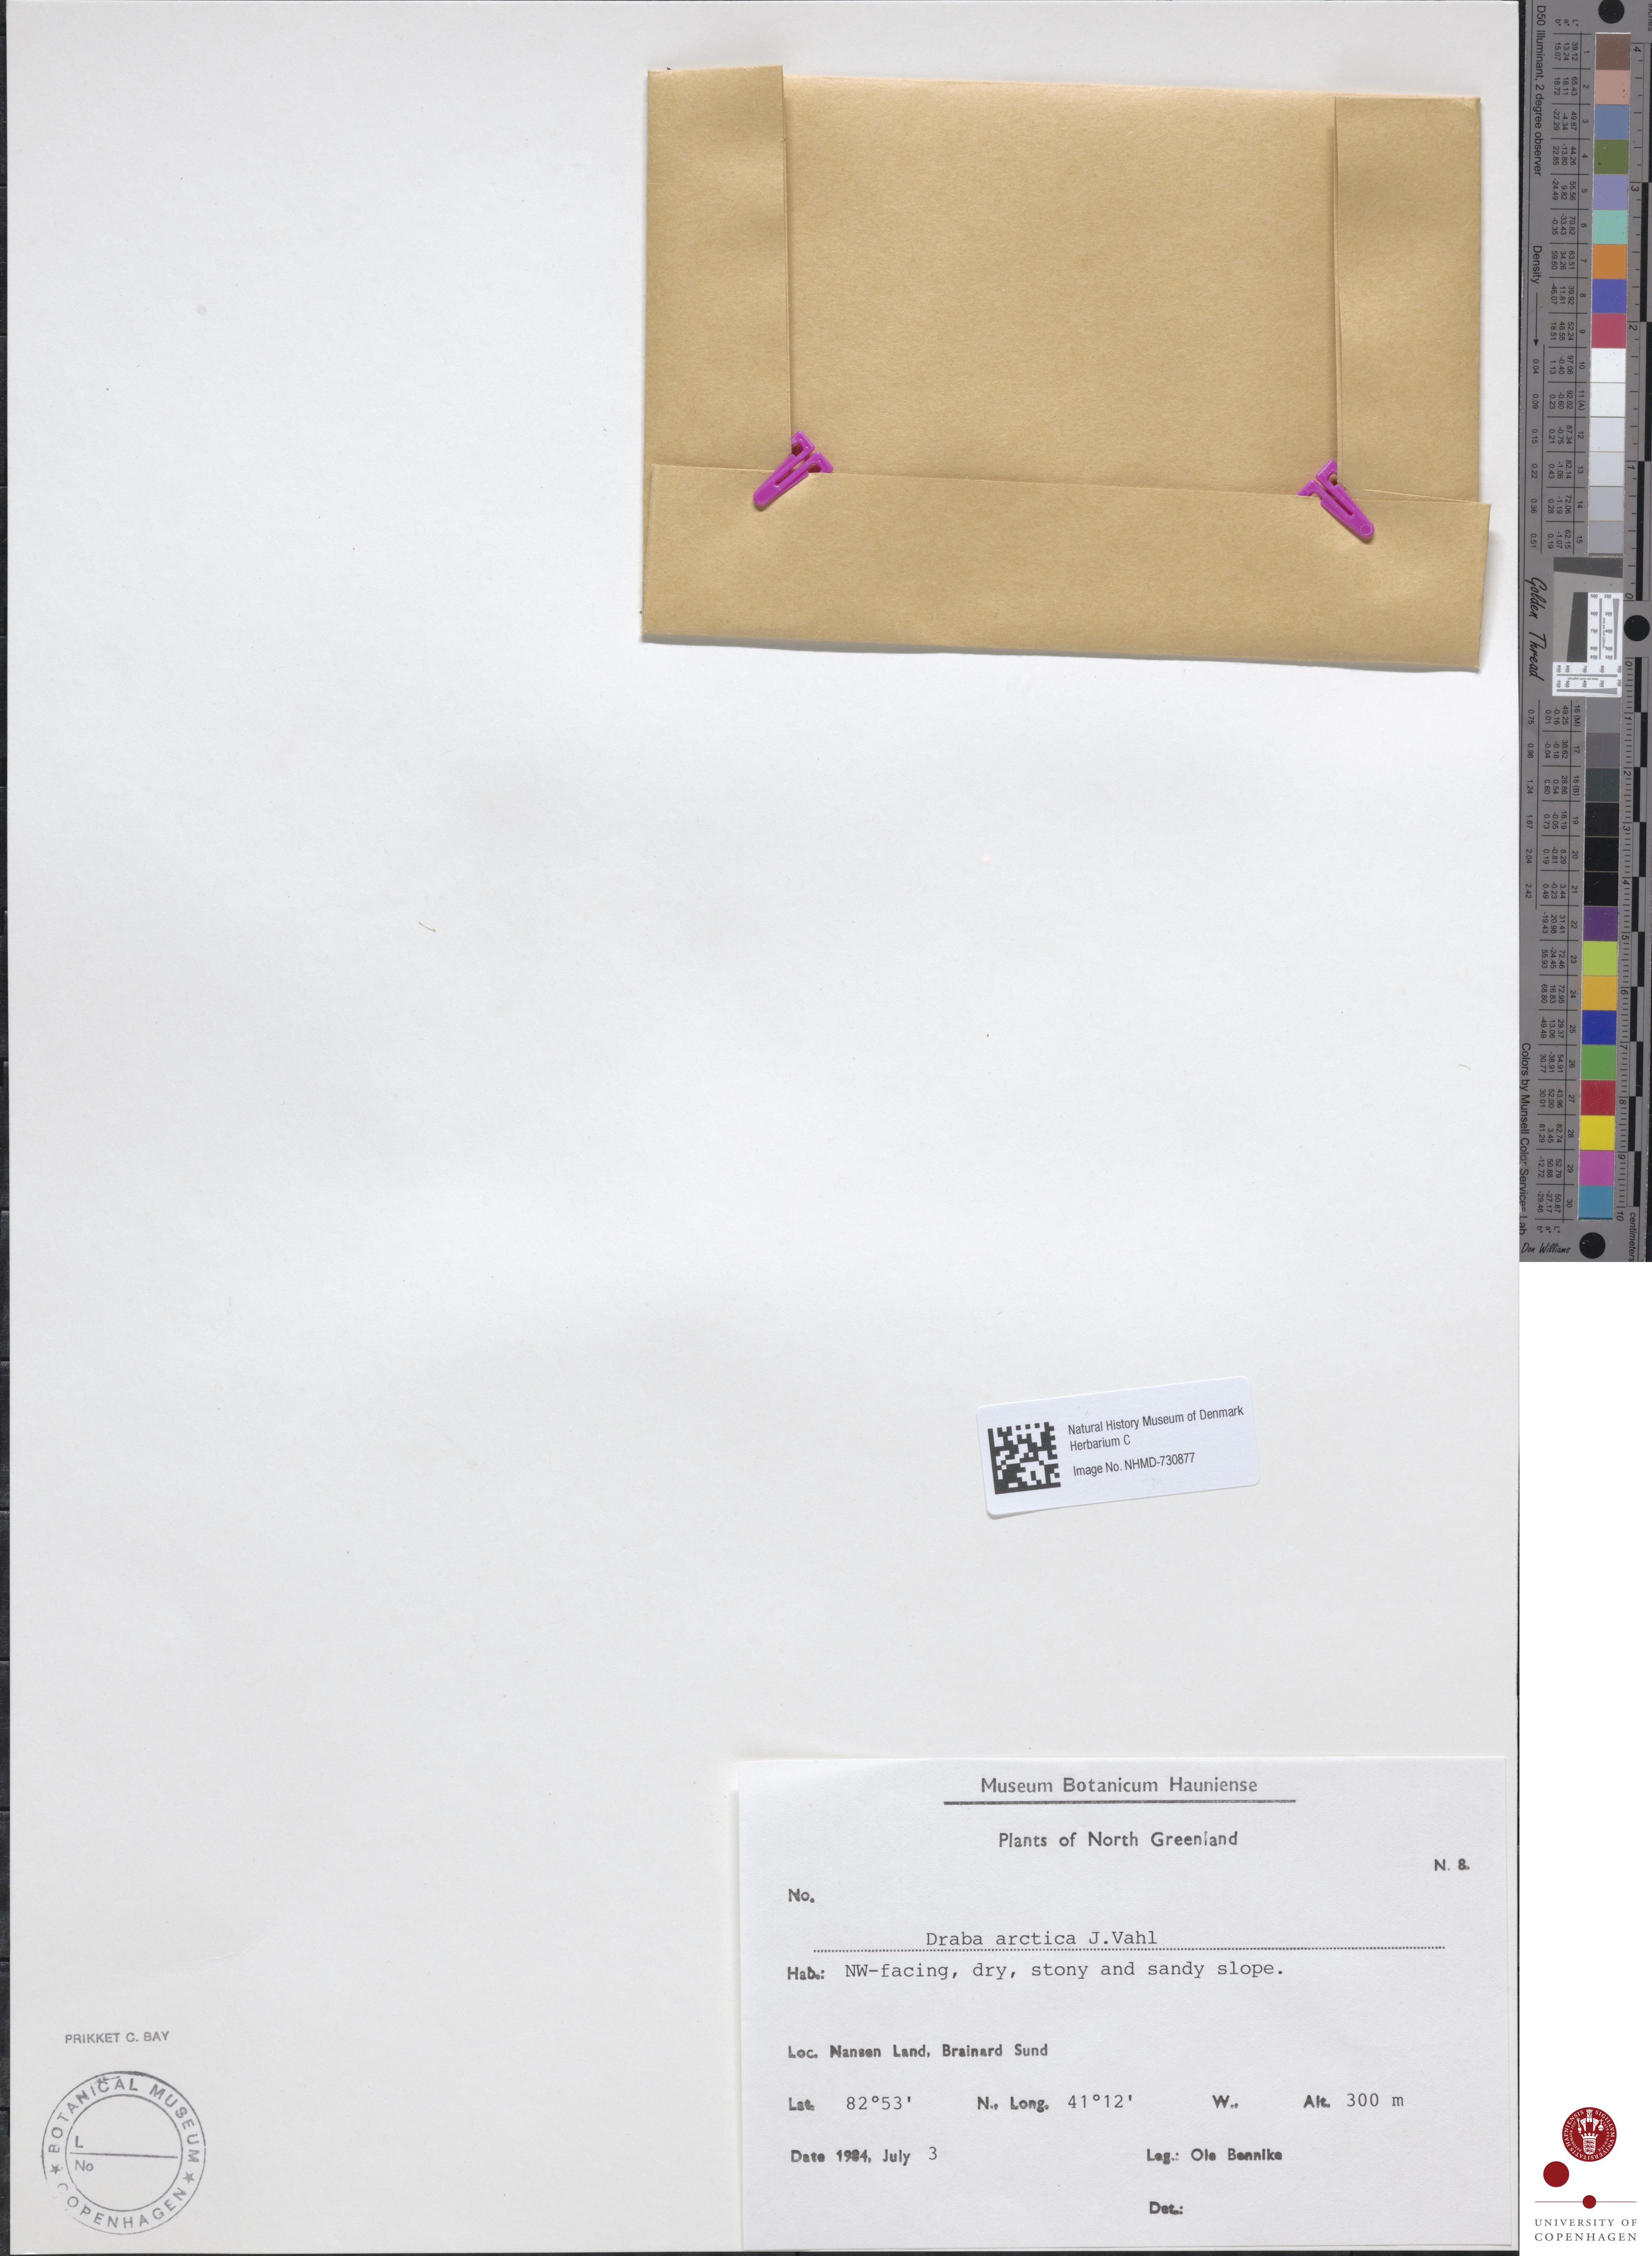 Natural History Museum of Denmark
Herbarium C
Image No. NHMD-730877
Museum Botanicum Hauniense
Plants of North Greenland
N. 8.
No.
Draba arctica J.Vahl
Hab.: NW-facing, dry, stony and sandy slope.
Loc. Nansen Land, Brainard Sund
Lat. 82°53' N., Long. 41°12' W., Alt. 300 m
Date 1984, July 3 Leg.: Ole Bennike
Det.:
PRIKKET C. BAY
BOTANICAL MUSEUM
COPENHAGEN
L
No
D50 Illuminant, 2 degree observer
Density
Golden Thread
Colors by Munsell Color Services Lab
Don Williams
centimeters
UNIVERSITY OF
COPENHAGEN